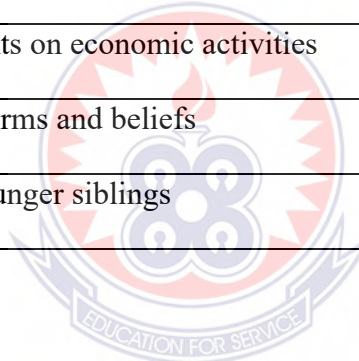 ts on economic activities
rms and beliefs
unger siblings
EDUCATION FOR SERVICE